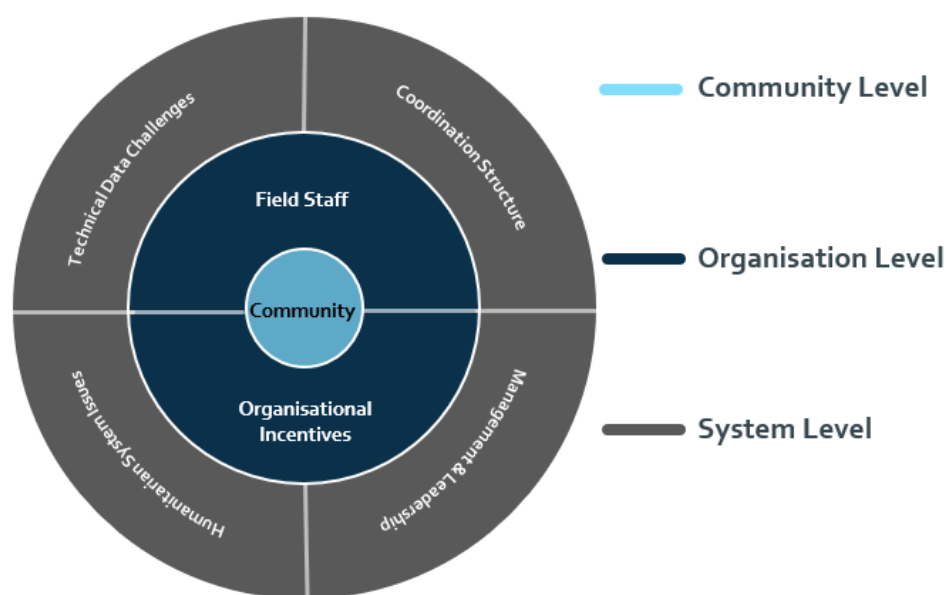 Technical Data Challenges
Coordination Structure
Field Staff
Community
Organisational
Incentives
Humanitarian System Issues
Management & Leadership
Community Level
Organisation Level
System Level